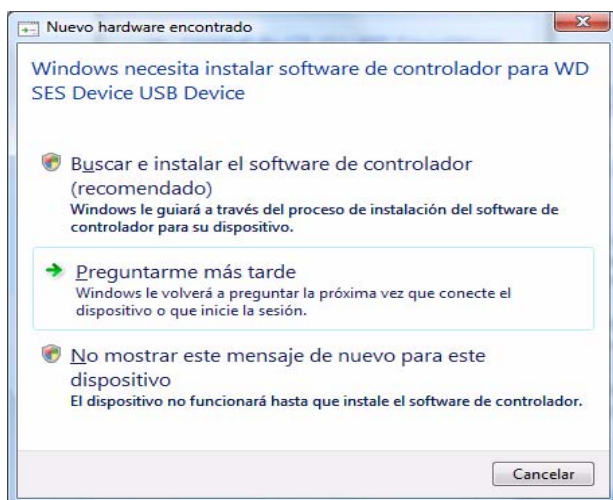 Nuevo hardware encontrado
Windows necesita instalar software de controlador para WD
SES Device USB Device
Buscar e instalar el software de controlador
(recomendado)
Windows le guiará a través del proceso de instalación del software de
controlador para su dispositivo.
Preguntarme más tarde
Windows le volverá a preguntar la próxima vez que conecte el
dispositivo o que inicie la sesión.
No mostrar este mensaje de nuevo para este
dispositivo
El dispositivo no funcionará hasta que instale el software de controlador.
Cancelar